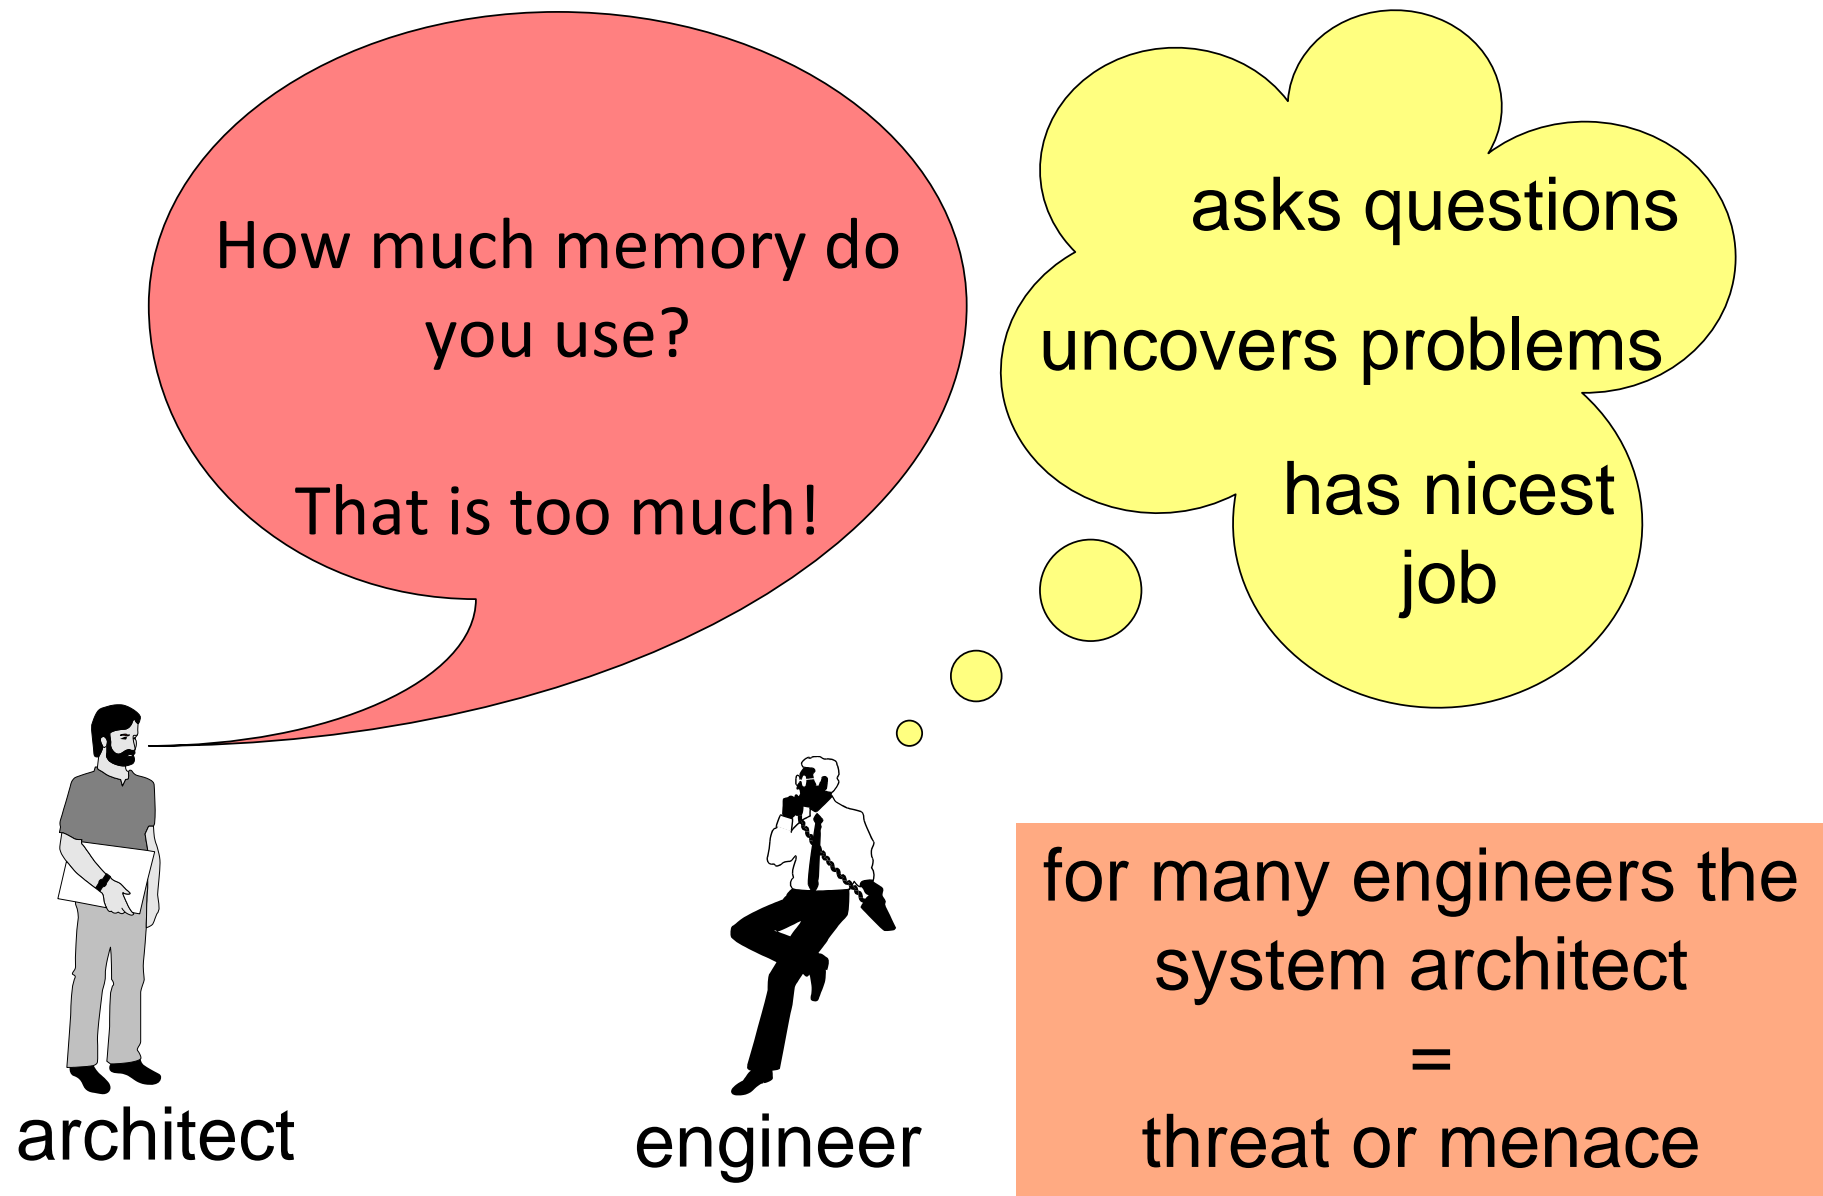 How much memory do
you use?
That is too much!
asks questions
uncovers problems
has nicest
job
architect
engineer
for many engineers the
system architect
=
threat or menace